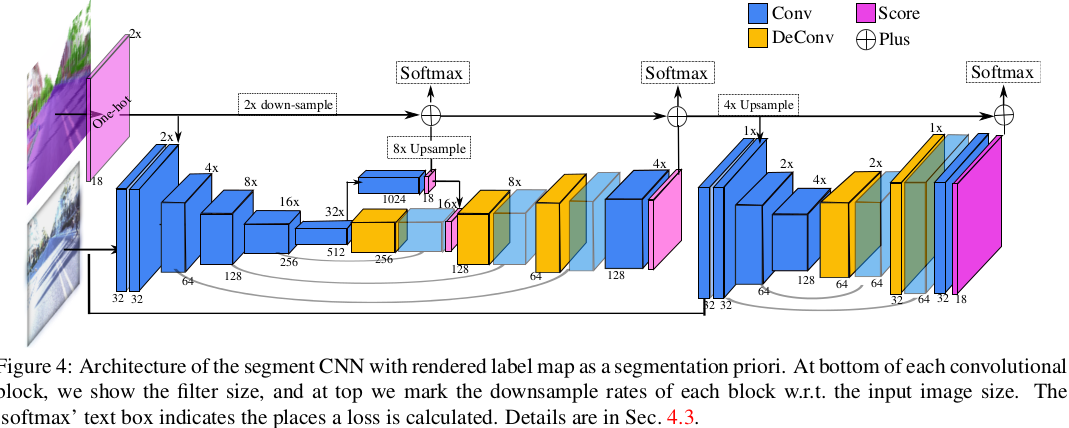 Conv
Score
DeConv
Plus
2x
Softmax
Softmax
Softmax
One-hot
2x down-sample
4x Upsample
2x
8x Upsample
1x
1x
4x
8x
16x
32x
1024
18
16x
8x
4x
2x
4x
2x
18
32
32
64
128
256
512
256
128
64
128
32
32
64
128
64
64
32
64
32
18
Figure 4: Architecture of the segment CNN with rendered label map as a segmentation priori. At bottom of each convolutional
block, we show the filter size, and at top we mark the downsample rates of each block w.r.t. the input image size. The
softmax' text box indicates the places a loss is calculated. Details are in Sec. 4.3.